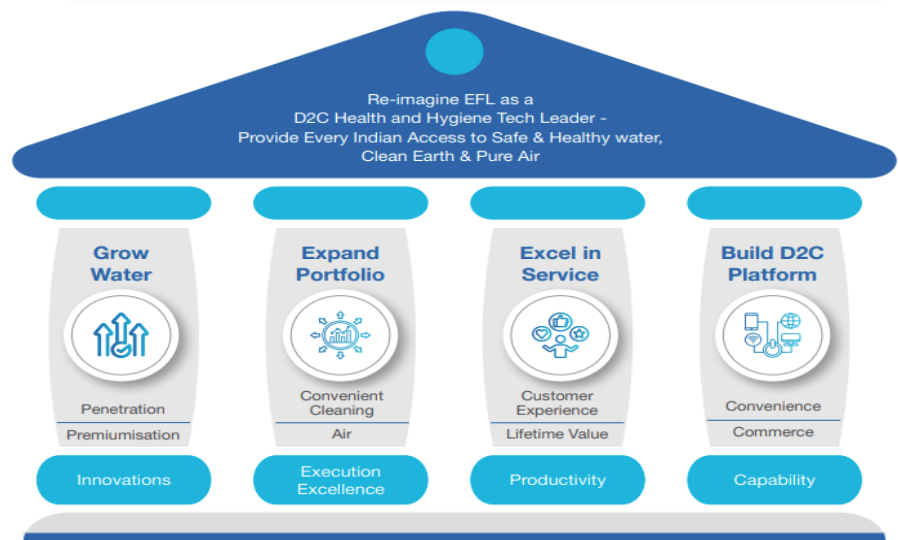 Re-imagine EFL as a
D2C Health and Hygiene Tech Leader -
Provide Every Indian Access to Safe & Healthy water,
Clean Earth & Pure Air
Grow
Water
Penetration
Premiumisation
Innovations
Expand
Portfolio
Convenient
Cleaning
Air
Execution
Excellence
Excel in
Service
Customer
Experience
Lifetime Value
Productivity
Build D2C
Platform
Convenience
Commerce
Capability